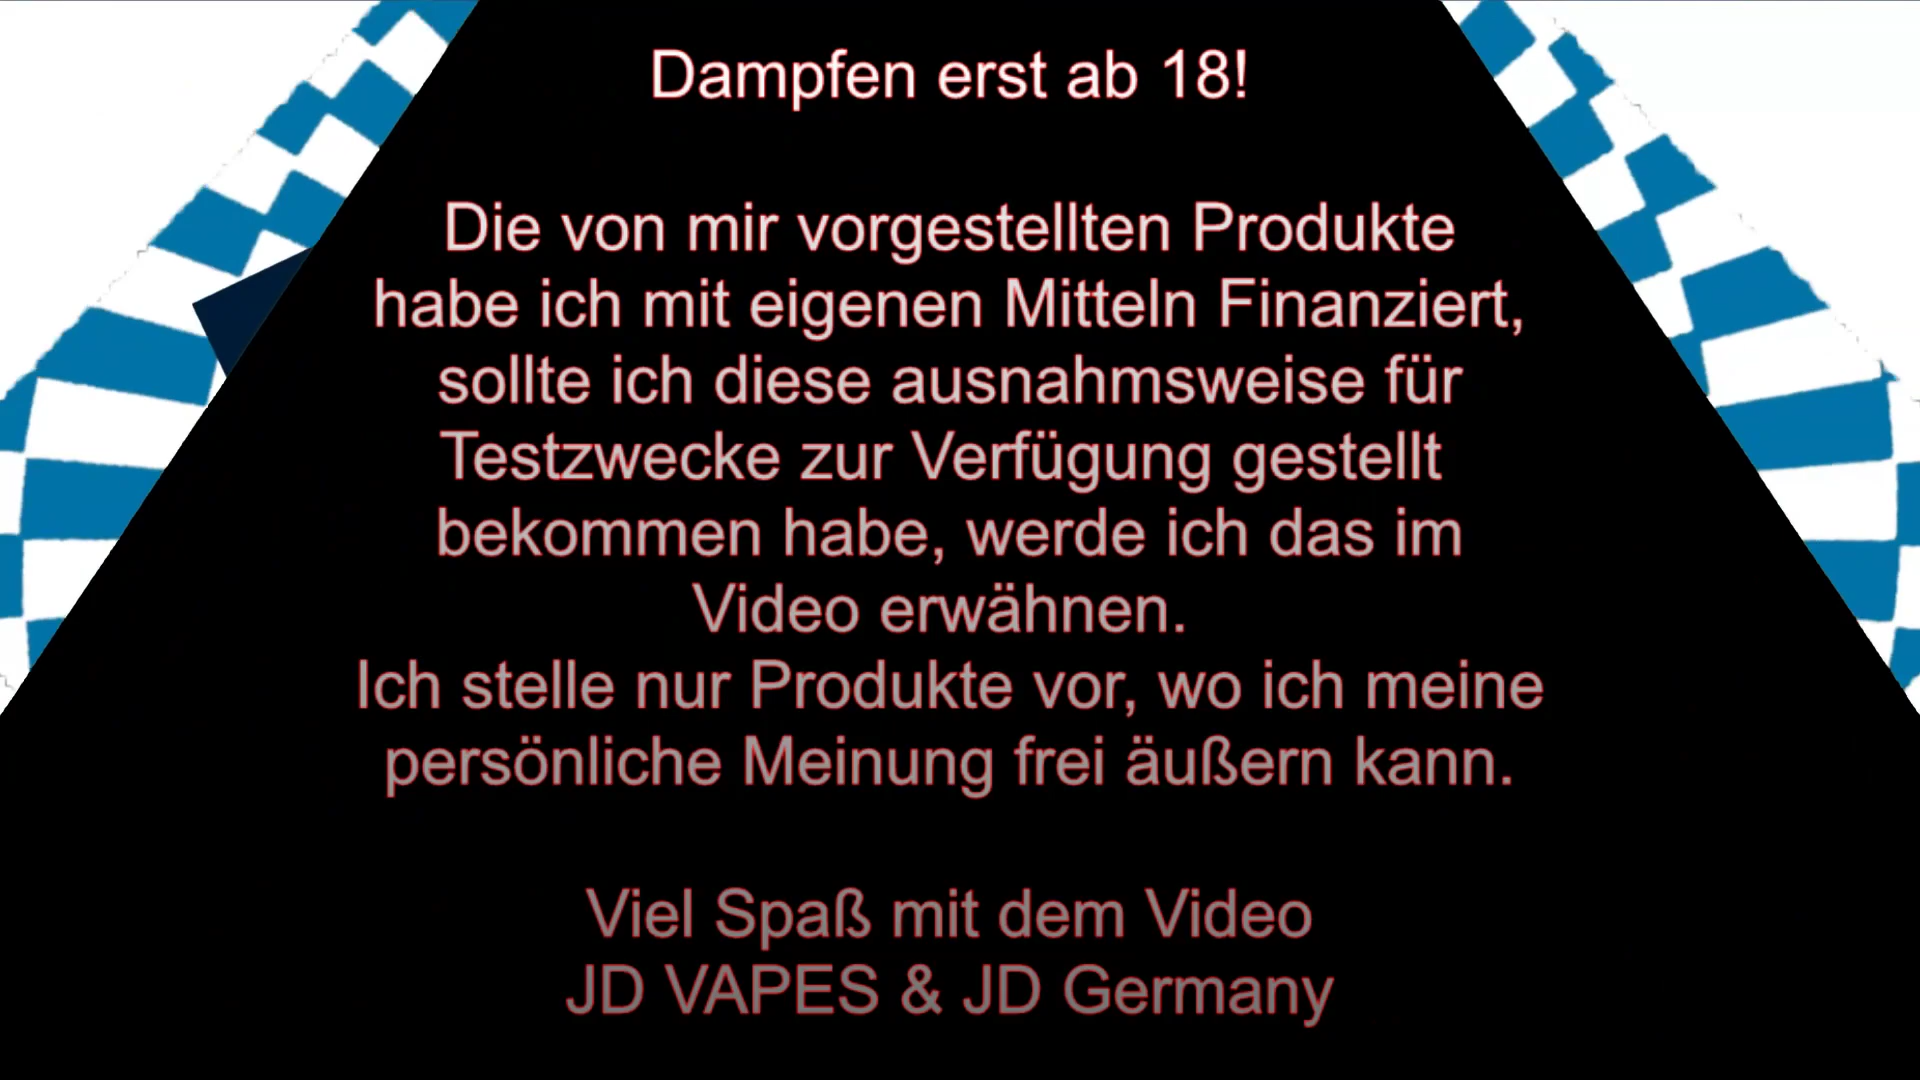 Dampfen erst ab 18!
Die von mir vorgestellten Produkte
habe ich mit eigenen Mitteln Finanziert,
sollte ich diese ausnahmsweise für
Testzwecke zur Verfügung gestellt
bekommen habe, werde ich das im
Video erwähnen.
Ich stelle nur Produkte vor, wo ich meine
persönliche Meinung frei äußern kann.
Viel Spaß mit dem Video
JD VAPES & JD Germany